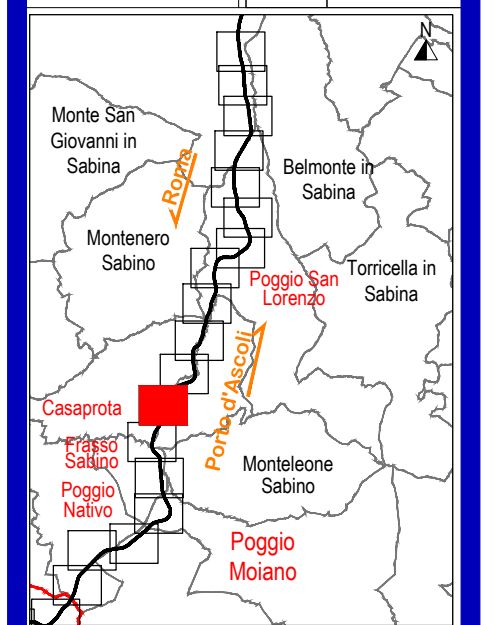 N
Monte San
Giovanni in
Sabina
Roma
Belmonte in
Sabina
Montenero
Sabino
Poggio San
Lorenzo
Torricella in
Sabina
Porto d'Ascoli
Casaprota
Frasso
Sabino
Monteleone
Sabino
Poggio
Nativo
Poggio
Moiano